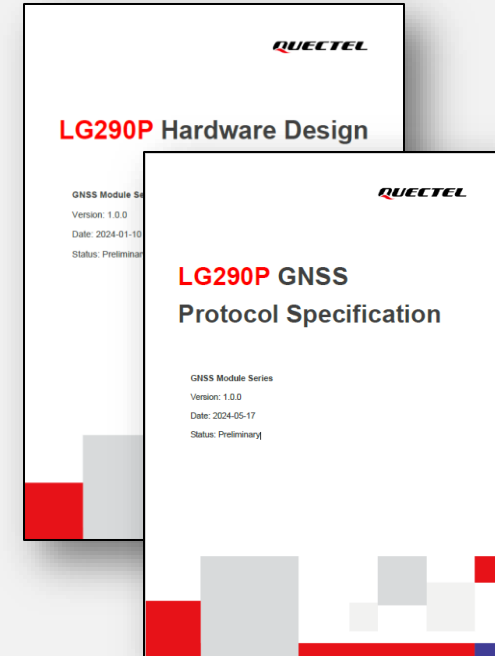 QUECTEL
LG290P Hardware Design
GNSS Module Se
Version: 1.0.0
Date: 2024-01-10
Status: Preliminar
QUECTEL
LG290P GNSS
Protocol Specification
GNSS Module Series
Version: 1.0.0
Date: 2024-05-17
Status: Preliminary